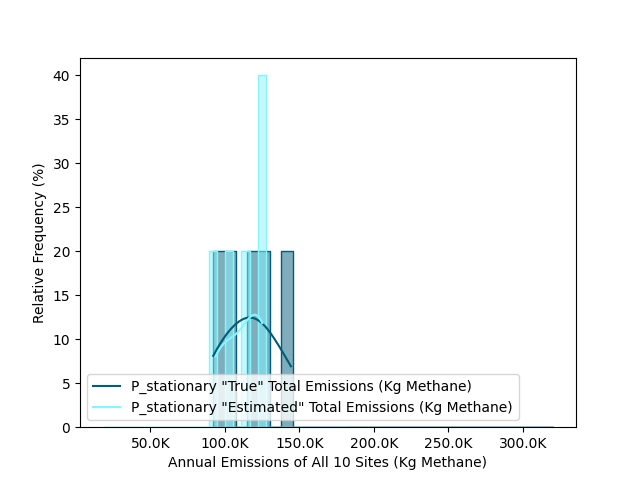 40
35
30
25
20
15
10
5
0
Relative Frequency (%)
P_stationary "True" Total Emissions (Kg Methane)
P_stationary "Estimated" Total Emissions (Kg Methane)
50.0K 100.0K 150.0K 200.0K 250.0K 300.0K
Annual Emissions of All 10 Sites (Kg Methane)